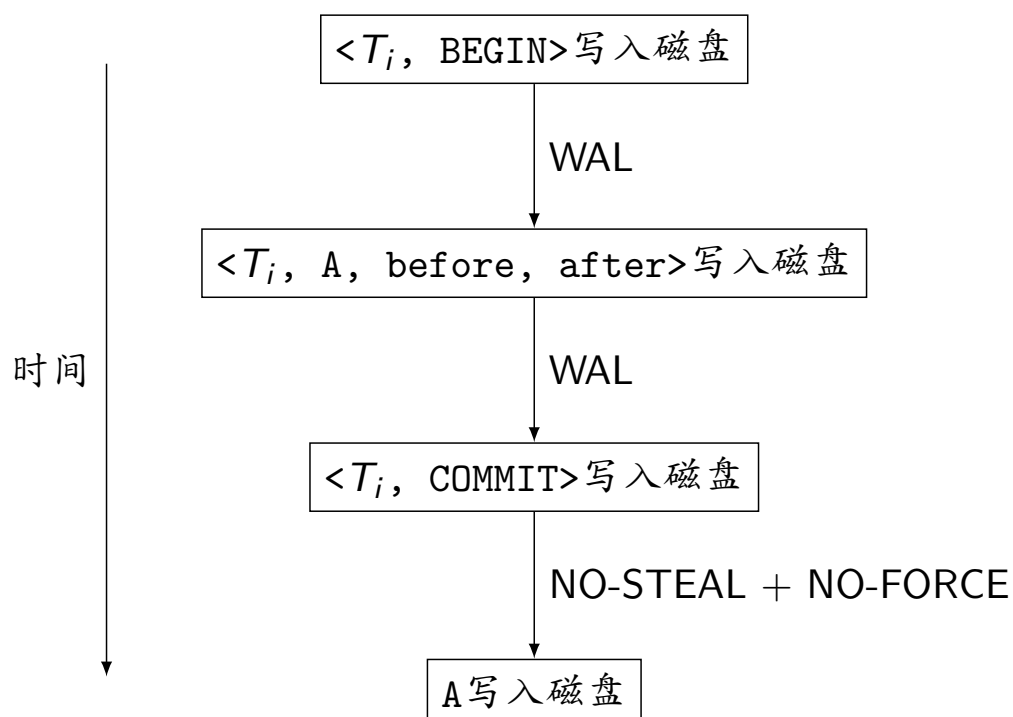 <Ti, BEGIN>写入磁盘
WAL
<Ti, A, before, after>写入磁盘
时间
WAL
<Ti, COMMIT>写入磁盘
NO-STEAL + NO-FORCE
A写入磁盘